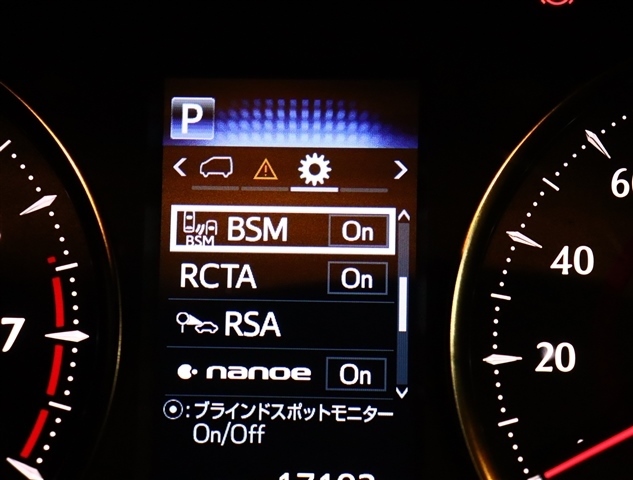 P
BSM BSM On
RCTA On
RSA
nanoe On
: ブラインドスポットモニター
On/Off
7
60
40
20